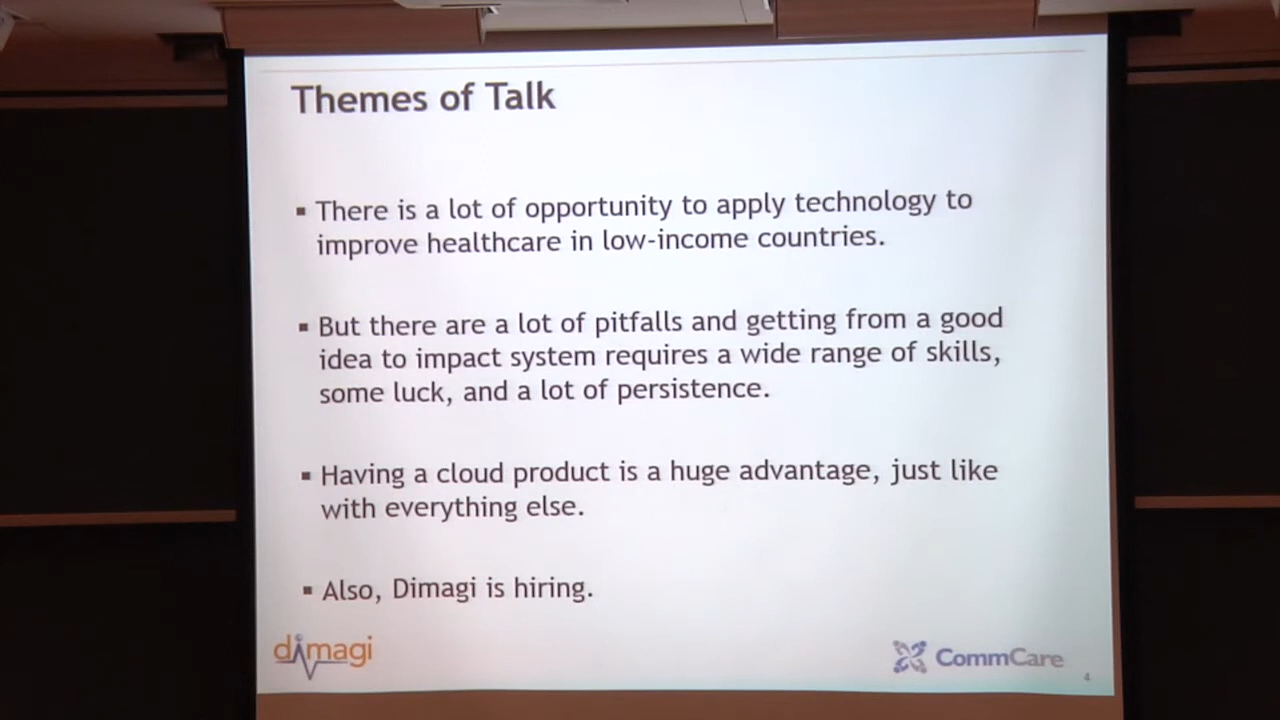 Themes of Talk
▪ There is a lot of opportunity to apply technology to
improve healthcare in low-income countries.
▪ But there are a lot of pitfalls and getting from a good
idea to impact system requires a wide range of skills,
some luck, and a lot of persistence.
▪ Having a cloud product is a huge advantage, just like
with everything else.
▪ Also, Dimagi is hiring.
dimagi
CommCare
4